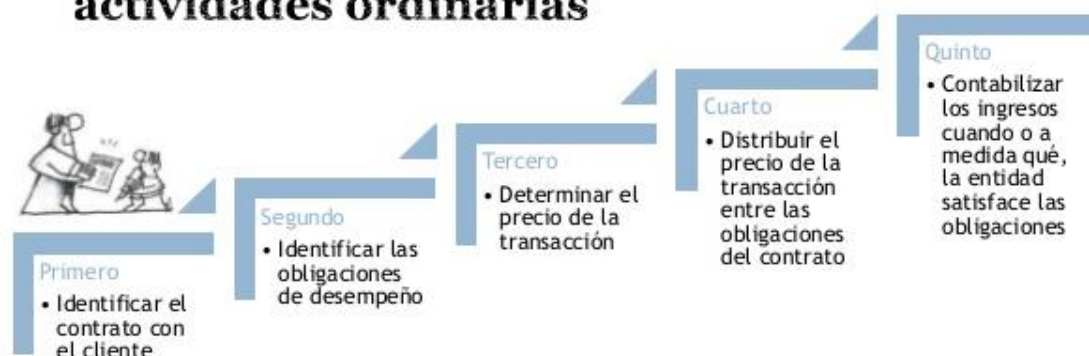 actividades ordinarias
Primero
• Identificar el
contrato con
el cliente
Segundo
• Identificar las
obligaciones
de desempeño
Tercero
• Determinar el
precio de la
transacción
Cuarto
• Distribuir el
precio de la
transacción
entre las
obligaciones
del contrato
Quinto
• Contabilizar
los ingresos
cuando o a
medida qué,
la entidad
satisface las
obligaciones